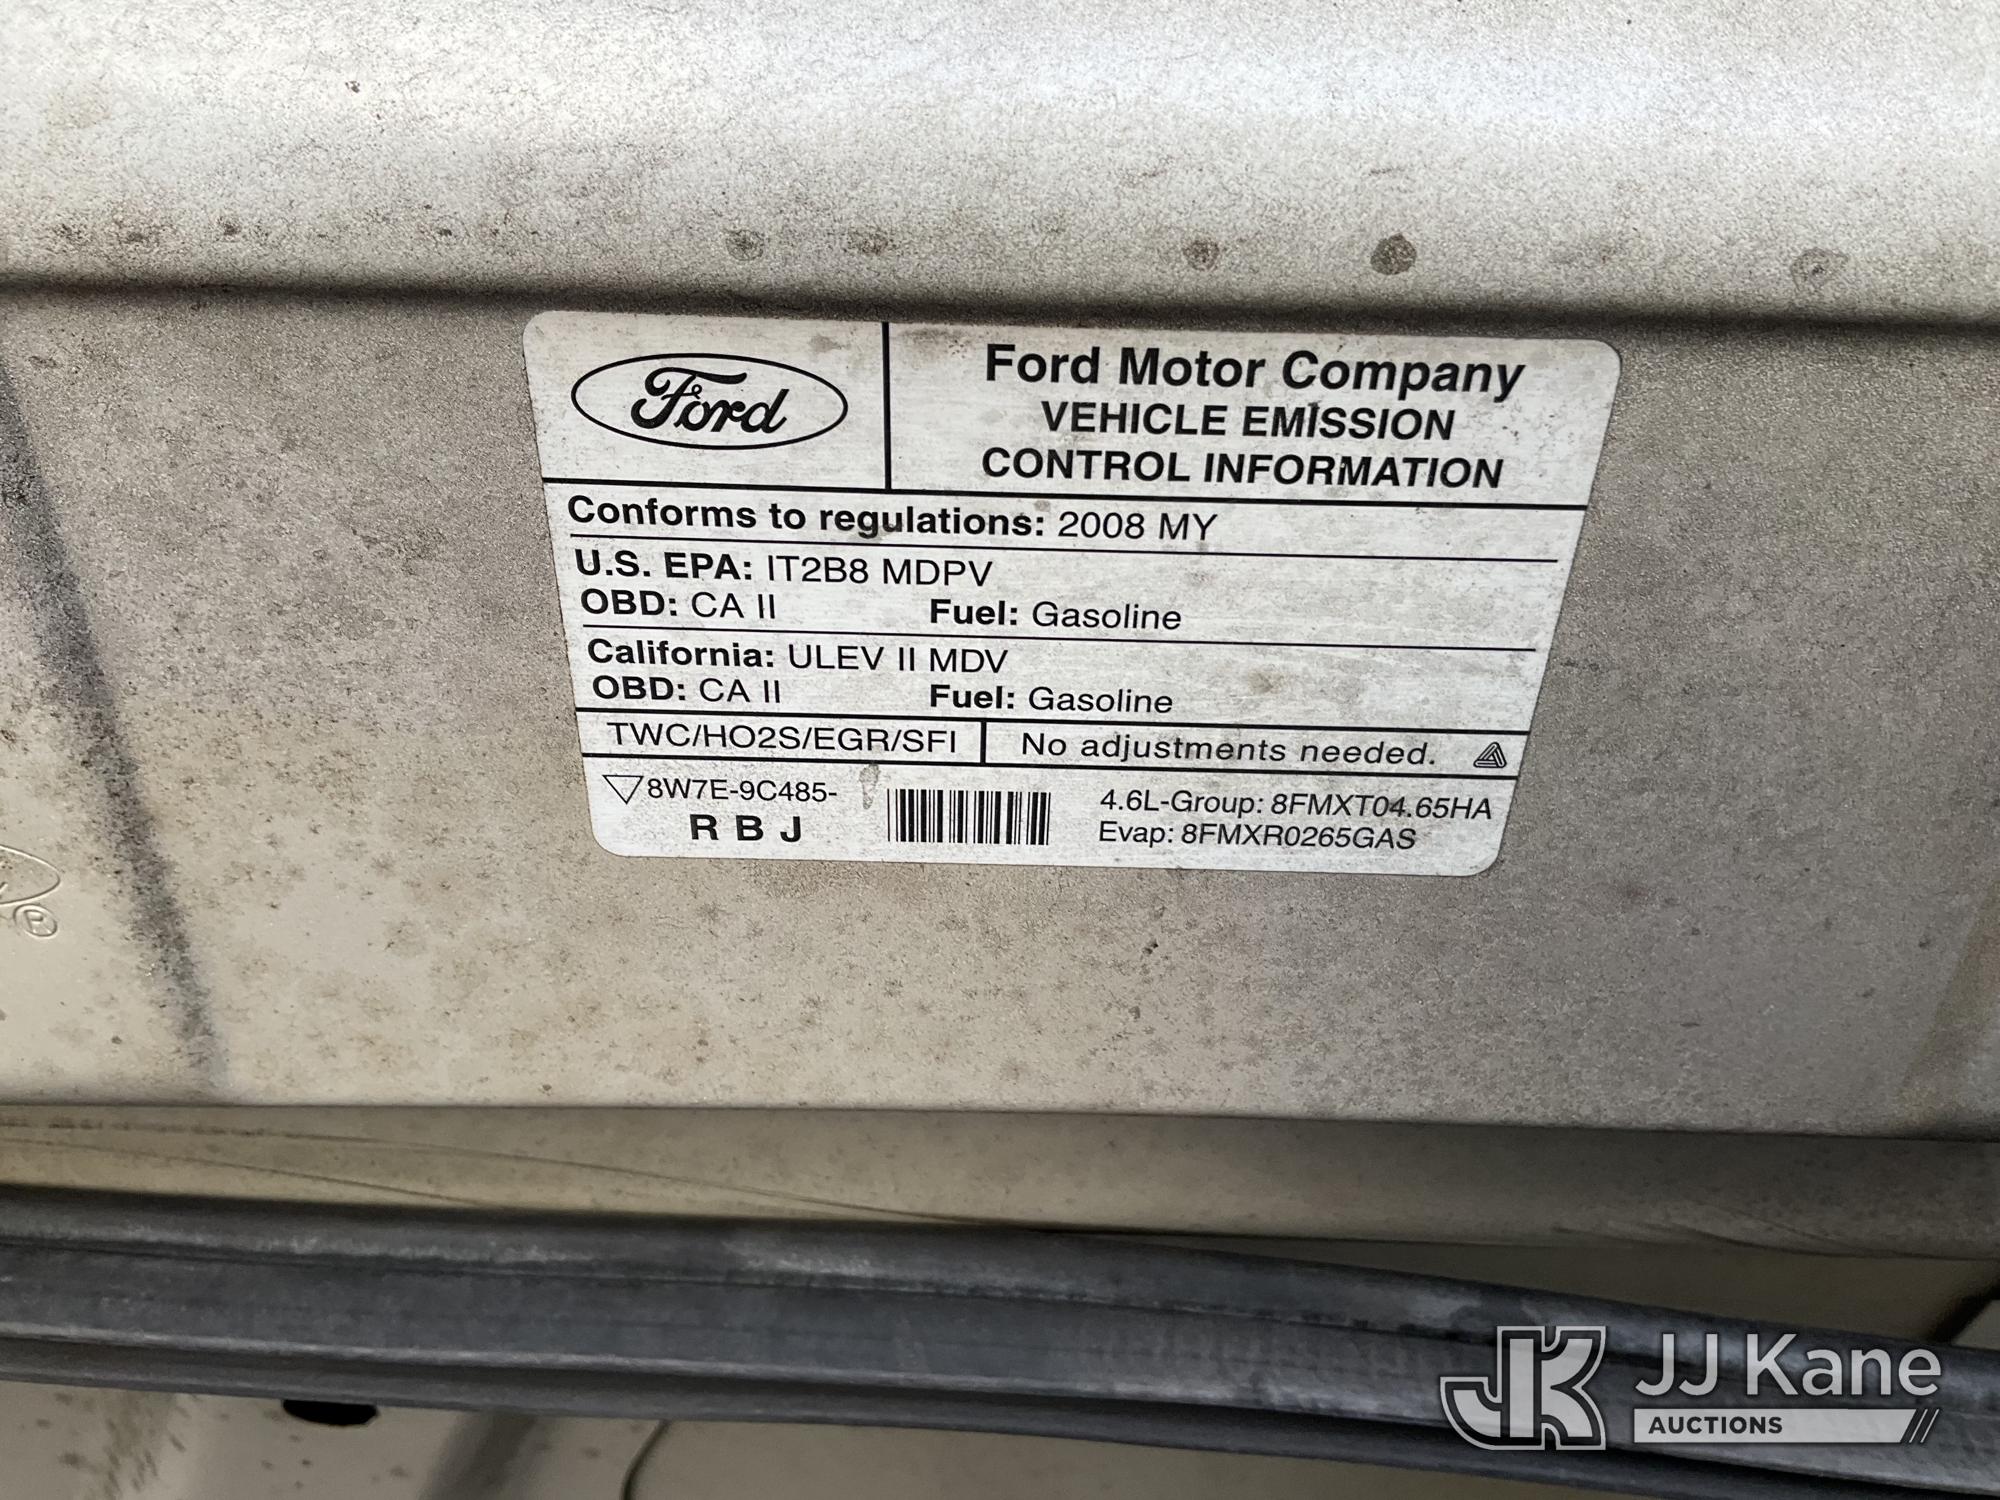 Ford
Ford Motor Company
VEHICLE EMISSION
CONTROL INFORMATION
Conforms to regulations: 2008 MY
U.S. EPA: IT2B8 MDPV
OBD: CA II Fuel: Gasoline
California: ULEV II MDV
OBD: CA II Fuel: Gasoline
TWC/HO2S/EGR/SFI No adjustments needed.
8W7E-9C485-
R B J
4.6L-Group: 8FMXT04.65HA
Evap: 8FMXR0265GAS
®
JK JJ Kane
AUCTIONS